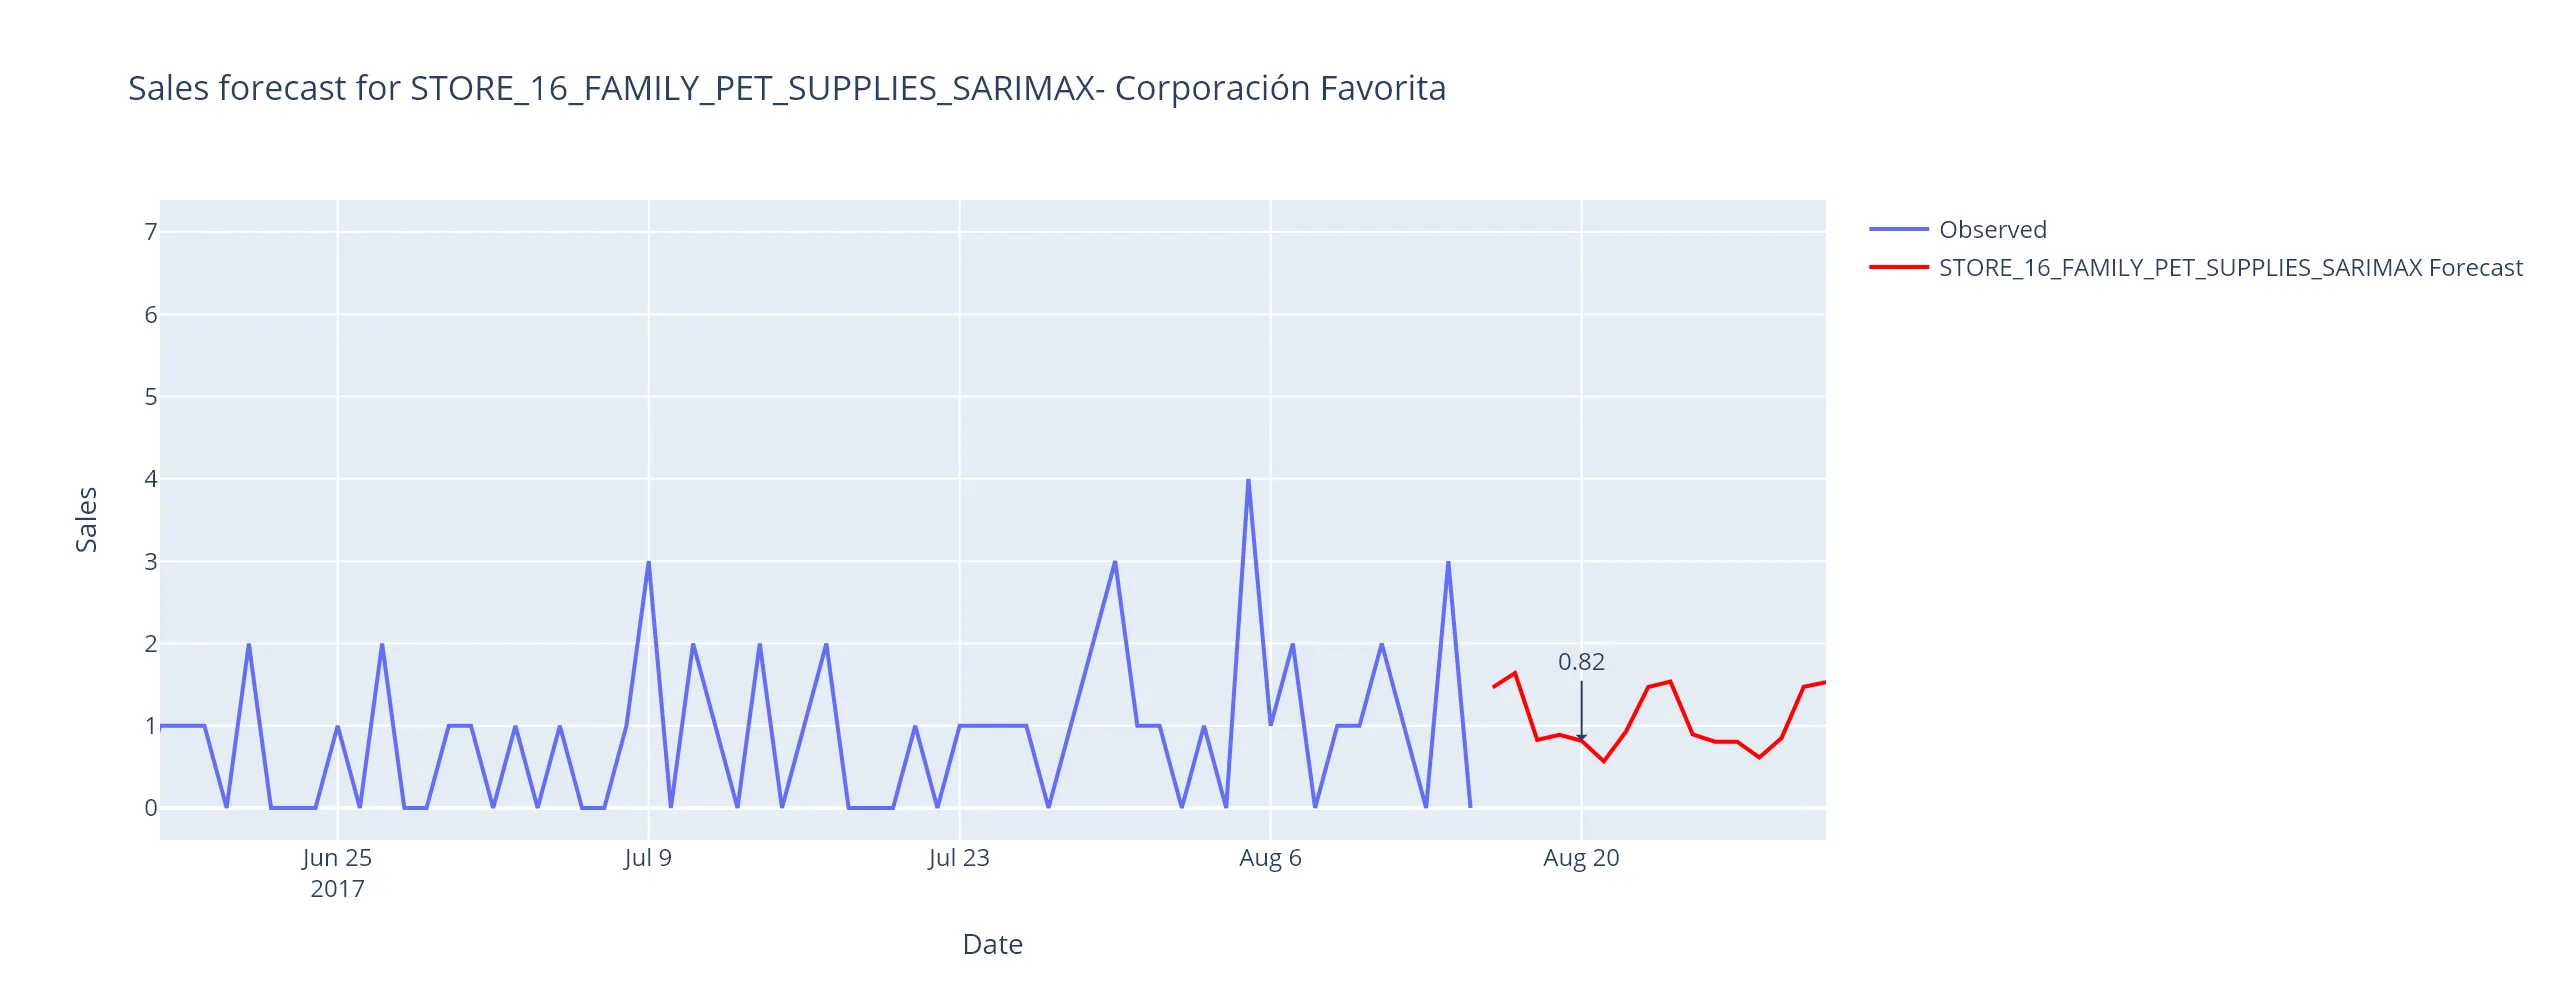 Sales forecast for STORE_16_FAMILY_PET_SUPPLIES_SARIMAX- Corporación Favorita
Observed
STORE_16_FAMILY_PET_SUPPLIES_SARIMAX Forecast
7
6
5
4
3
2
1
0
Sales
0.82
Jun 25
2017
Jul 9
Jul 23
Aug 6
Aug 20
Date